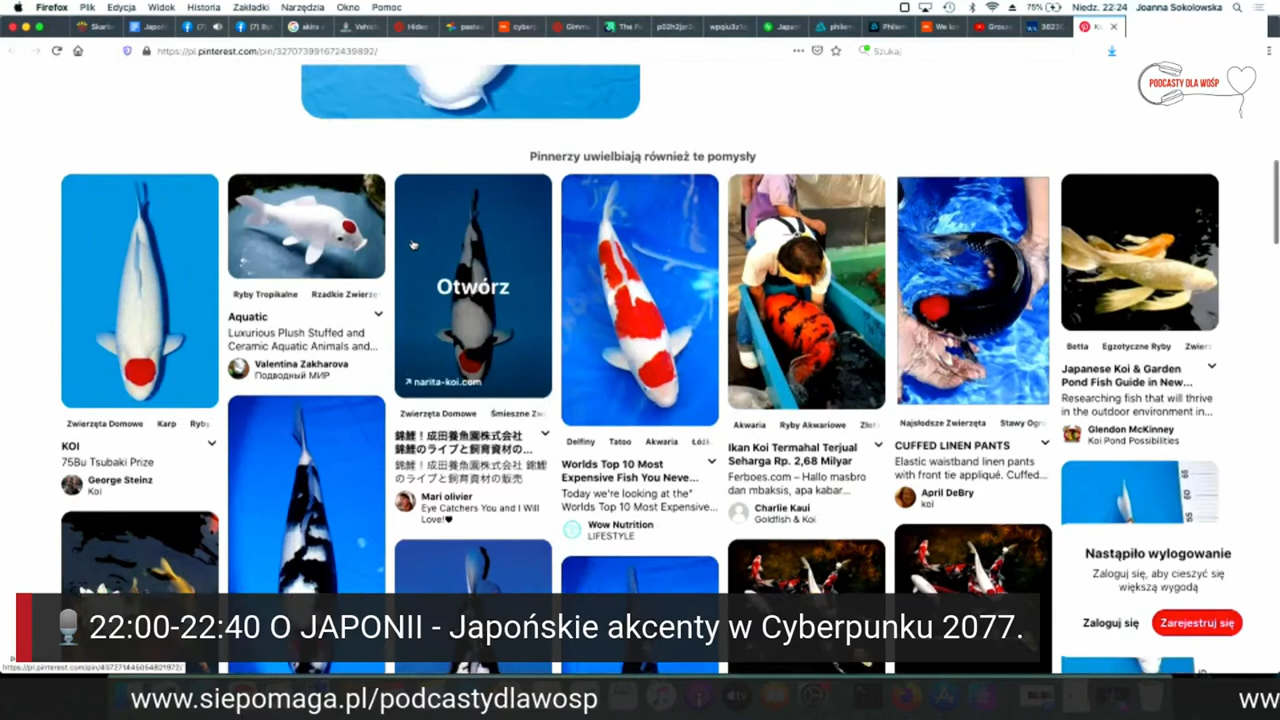 Firefox Plik Edycja Widok Historia Zakładki Narzędzia Okno Pomoc
75% Niedz. 22:24 Joanna Sokołowska
https://pl.pinterest.com/pin/327073991672439892/
Szukaj
PODCASTY DLA WOŚP
Pinnerzy uwielbiają również te pomysły
Zwierzęta Domowe Karp Ryby
KOI
75Bu Tsubaki Prize
George Steinz
Koi
Ryby Tropikalne Rzadkie Zwierzę
Aquatic
Luxurious Plush Stuffed and
Ceramic Aquatic Animals and...
Valentina Zakharova
Подводный МИР
Otwórz
narita-koi.com
Zwierzęta Domowe Śmieszne Zw
錦鯉！成田養魚園株式会社
錦鯉のライブと飼育資材の...
錦鯉！成田養魚園株式会社 錦鯉
のライブと飼育資材の販売
Mari olivier
Eye Catchers You and I Will
Love!♥
Delfiny Tatoo Akwaria
Worlds Top 10 Most
Expensive Fish You Neve...
Today we're looking at the"
Worlds Top 10 Most Expensive...
Wow Nutrition
LIFESTYLE
Akwaria Ryby Akwariowe
Ikan Koi Termahal Terjual
Seharga Rp. 2,68 Milyar
Ferboes.com – Hallo masbro
dan mbaksis, apa kabar...
Charlie Kaui
Goldfish & Koi
Najsłodsze Zwierzęta Stawy Ogr
CUFFED LINEN PANTS
Elastic waistband linen pants
with front tie appliqué. Cuffed...
April DeBry
koi
Betta Egzotyczne Ryby Zwier
Japanese Koi & Garden
Pond Fish Guide in New...
Researching fish that will thrive
in the outdoor environment in...
Glendon McKinney
Koi Pond Possibilities
Nastąpiło wylogowanie
Zaloguj się, aby cieszyć się
większą wygodą
Zaloguj się Zarejestruj się
22:00-22:40 O JAPONII - Japońskie akcenty w Cyberpunku 2077.
www.siepomaga.pl/podcastydlawosp
ww